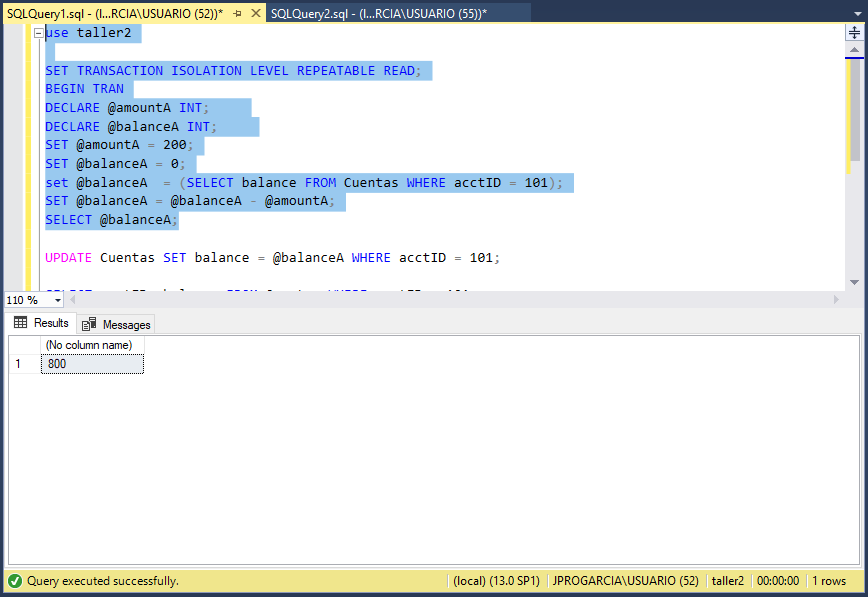 SQLQuery1.sql - (l...RCIA\USUARIO (52))* SQLQuery2.sql - (l...RCIA\USUARIO (55))*
use taller2
SET TRANSACTION ISOLATION LEVEL REPEATABLE READ;
BEGIN TRAN
DECLARE @amountA INT;
DECLARE @balanceA INT;
SET @amountA = 200;
SET @balanceA = 0;
set @balanceA  = (SELECT balance FROM Cuentas WHERE acctID = 101);
SET @balanceA = @balanceA - @amountA;
SELECT @balanceA;
UPDATE Cuentas SET balance = @balanceA WHERE acctID = 101;
110 %
Results Messages
(No column name)
1 800
Query executed successfully. (local) (13.0 SP1) JPROGARCIA\USUARIO (52) taller2 00:00:00 1 rows